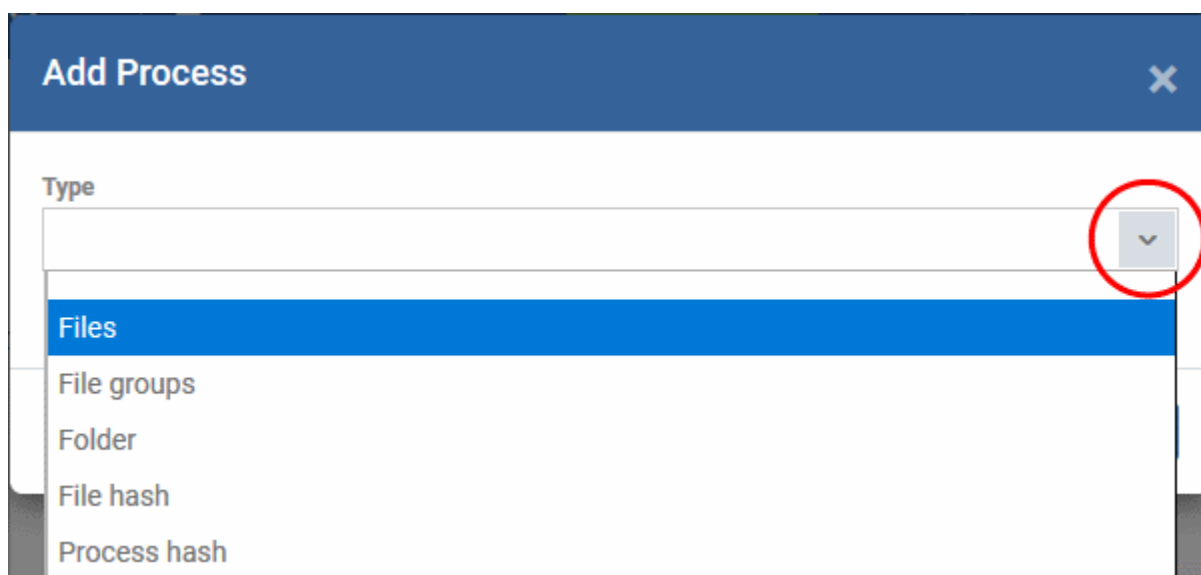 Add Process
Type
Files
File groups
Folder
File hash
Process hash